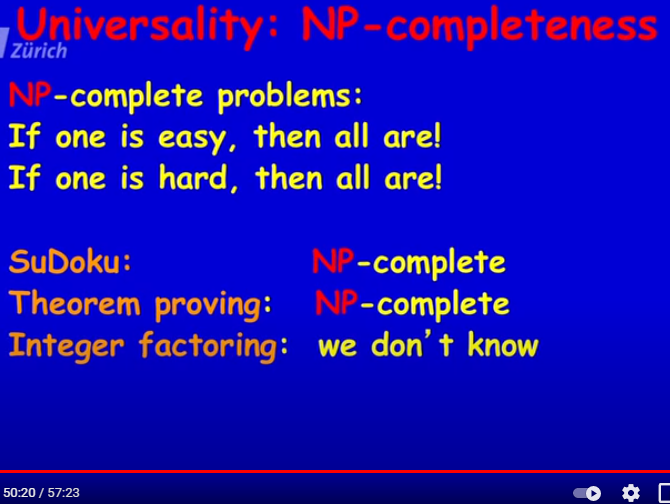 Universality: NP-completeness
Zürich
NP-complete problems:
If one is easy, then all are!
If one is hard, then all are!
SuDoku: NP-complete
Theorem proving: NP-complete
Integer factoring: we don't know
50:20 / 57:23